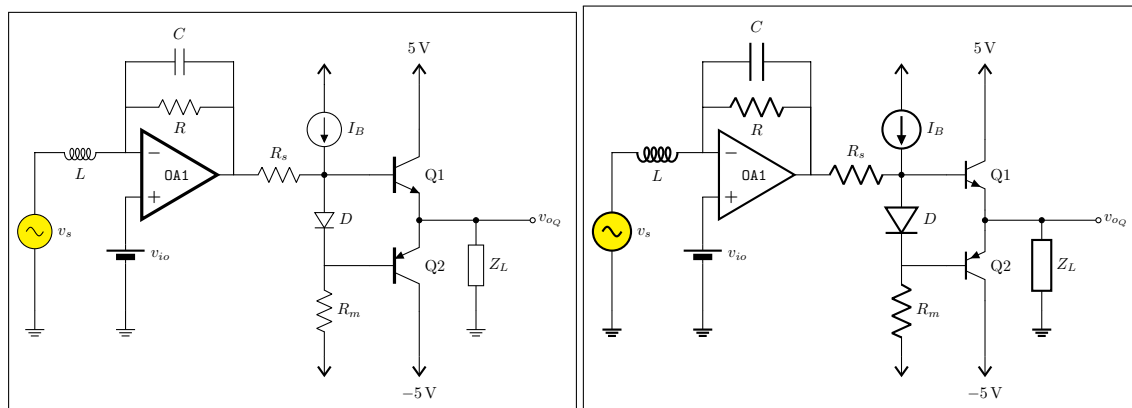 C
5 V
R
I_B
R_s
Q1
L
OA1
D
v_{o_Q}
v_s
v_{io}
Q2
Z_L
R_m
−5 V
C
5 V
R
I_B
R_s
Q1
L
OA1
D
v_{o_Q}
v_s
v_{io}
Q2
Z_L
R_m
−5 V